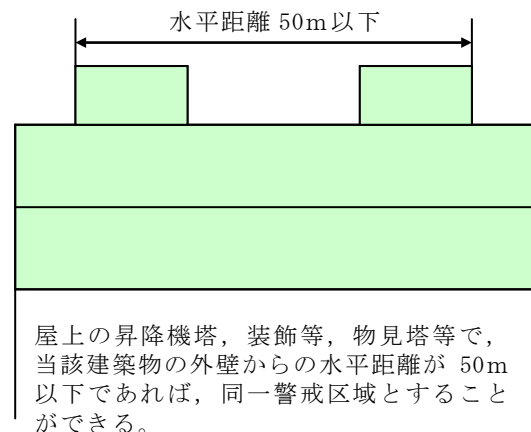 水平距離 50ｍ以下
屋上の昇降機塔，装飾等，物見塔等で，
当該建築物の外壁からの水平距離が 50ｍ
以下であれば，同一警戒区域とすること
ができる。